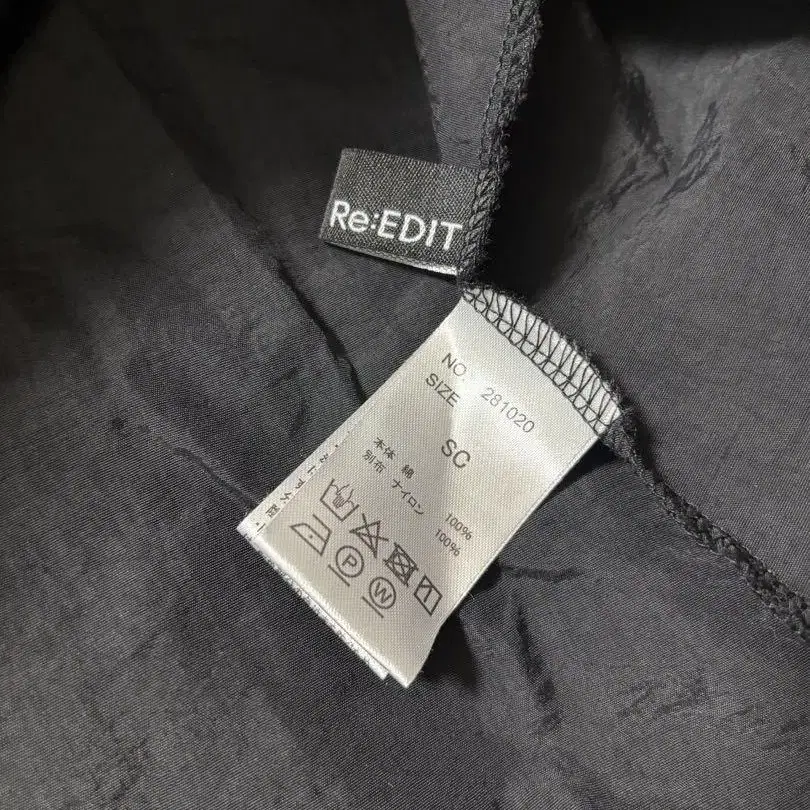 Re:EDIT
NO. 281020
SIZE SC
本体 綿 100%
別布 ナイロン 100%
P W